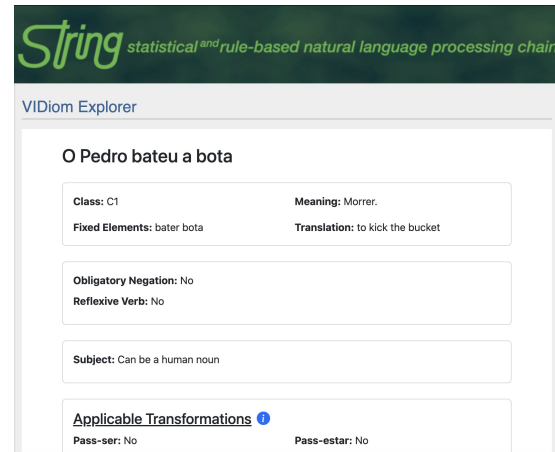 String statistical and rule-based natural language processing chain
VIDiom Explorer
O Pedro bateu a bota
Class: C1 Meaning: Morrer.
Fixed Elements: bater bota Translation: to kick the bucket
Obligatory Negation: No
Reflexive Verb: No
Subject: Can be a human noun
Applicable Transformations i
Pass-ser: No Pass-estar: No